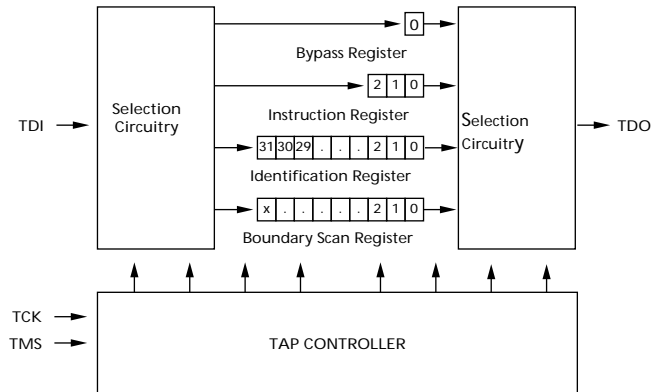 0
Bypass Register
2 1 0
Selection
Circuitry
Selection
Circuitry
TDI
TDO
Instruction Register
31 30 29 . . . 2 1 0
Identification Register
x . . . . . 2 1 0
Boundary Scan Register
TCK
TMS
TAP CONTROLLER